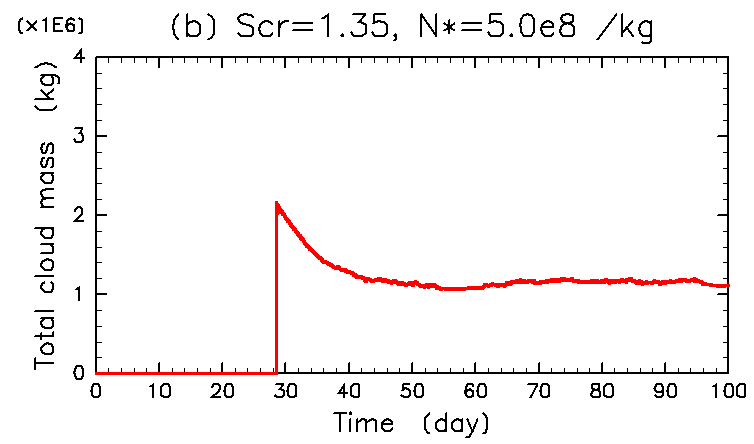 (×1E6)
(b) Scr=1.35, N*=5.0e8 /kg
Total cloud mass (kg)
4
3
2
1
0
0 10 20 30 40 50 60 70 80 90 100
Time (day)